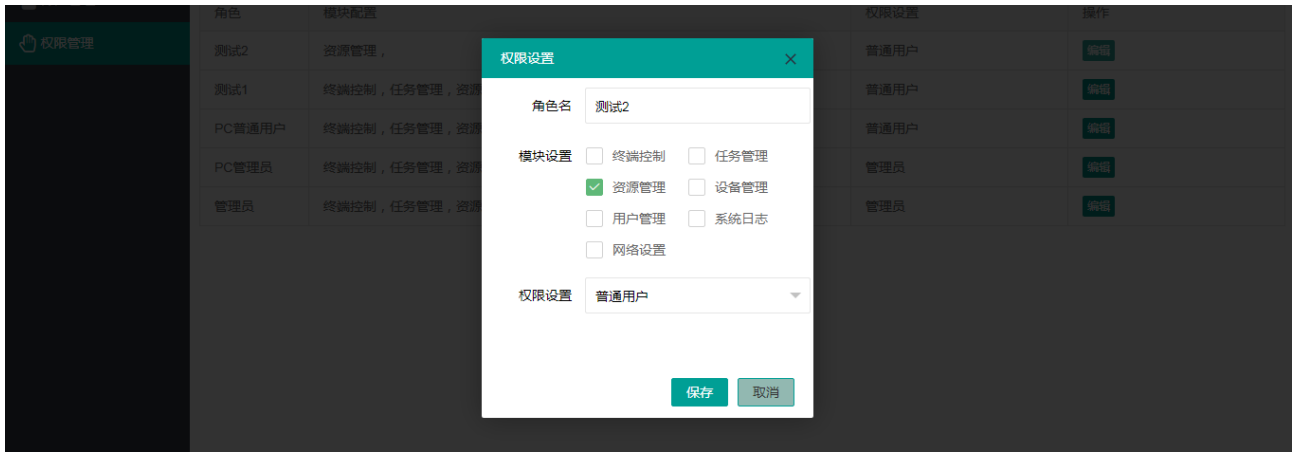 角色 模块配置 权限设置 操作
权限管理
测试2 资源管理， 普通用户 编辑
测试1 终端控制，任务管理，资源 普通用户 编辑
PC普通用户 终端控制，任务管理，资源 普通用户 编辑
PC管理员 终端控制，任务管理，资源 管理员 编辑
管理员 终端控制，任务管理，资源 管理员 编辑
权限设置
角色名 测试2
模块设置 终端控制 任务管理
资源管理 设备管理
用户管理 系统日志
网络设置
权限设置 普通用户
保存 取消